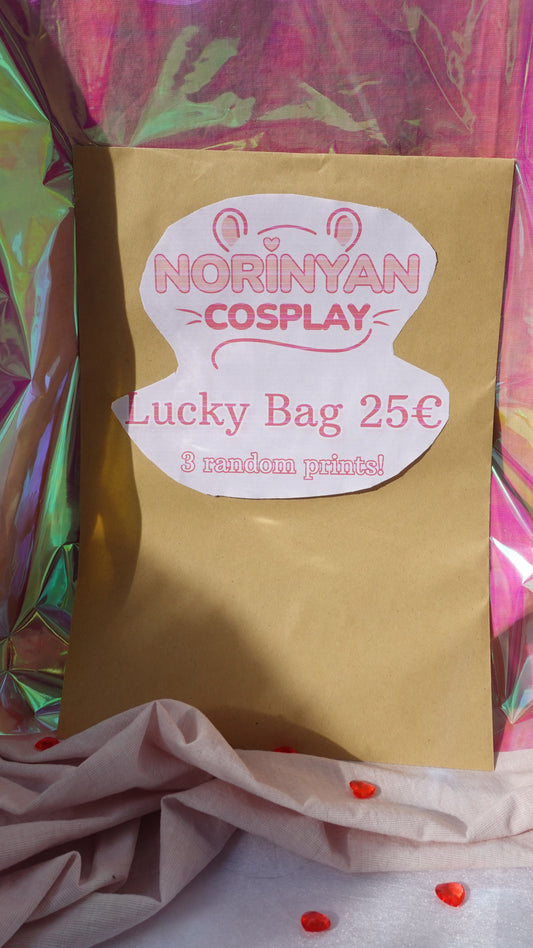 NORINYAN
COSPLAY
Lucky Bag 25€
3 random prints!